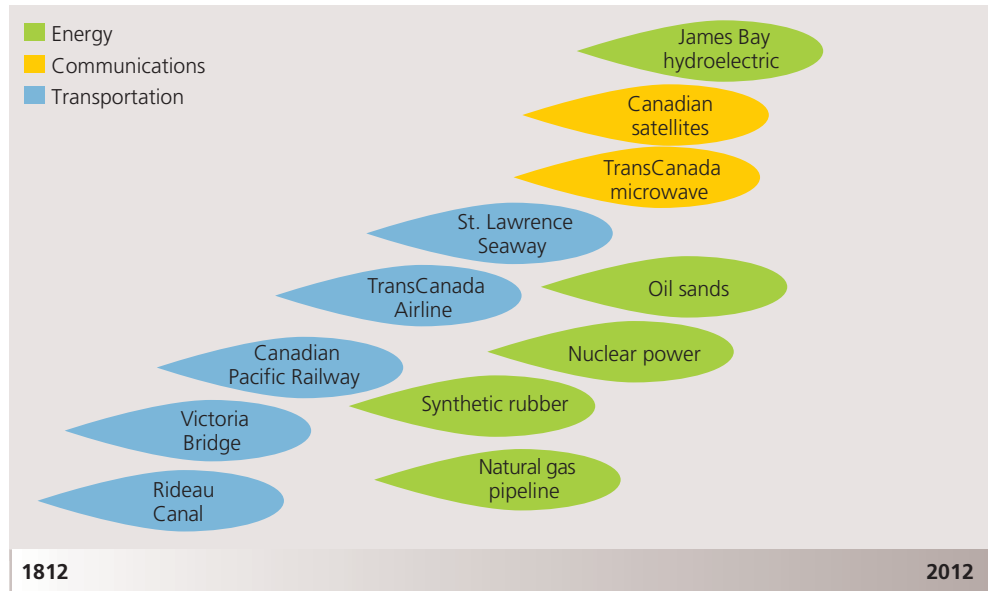 Energy
Communications
Transportation
James Bay
hydroelectric
Canadian
satellites
TransCanada
microwave
St. Lawrence
Seaway
TransCanada
Airline
Oil sands
Canadian
Pacific Railway
Nuclear power
Synthetic rubber
Victoria
Bridge
Natural gas
pipeline
Rideau
Canal
1812
2012